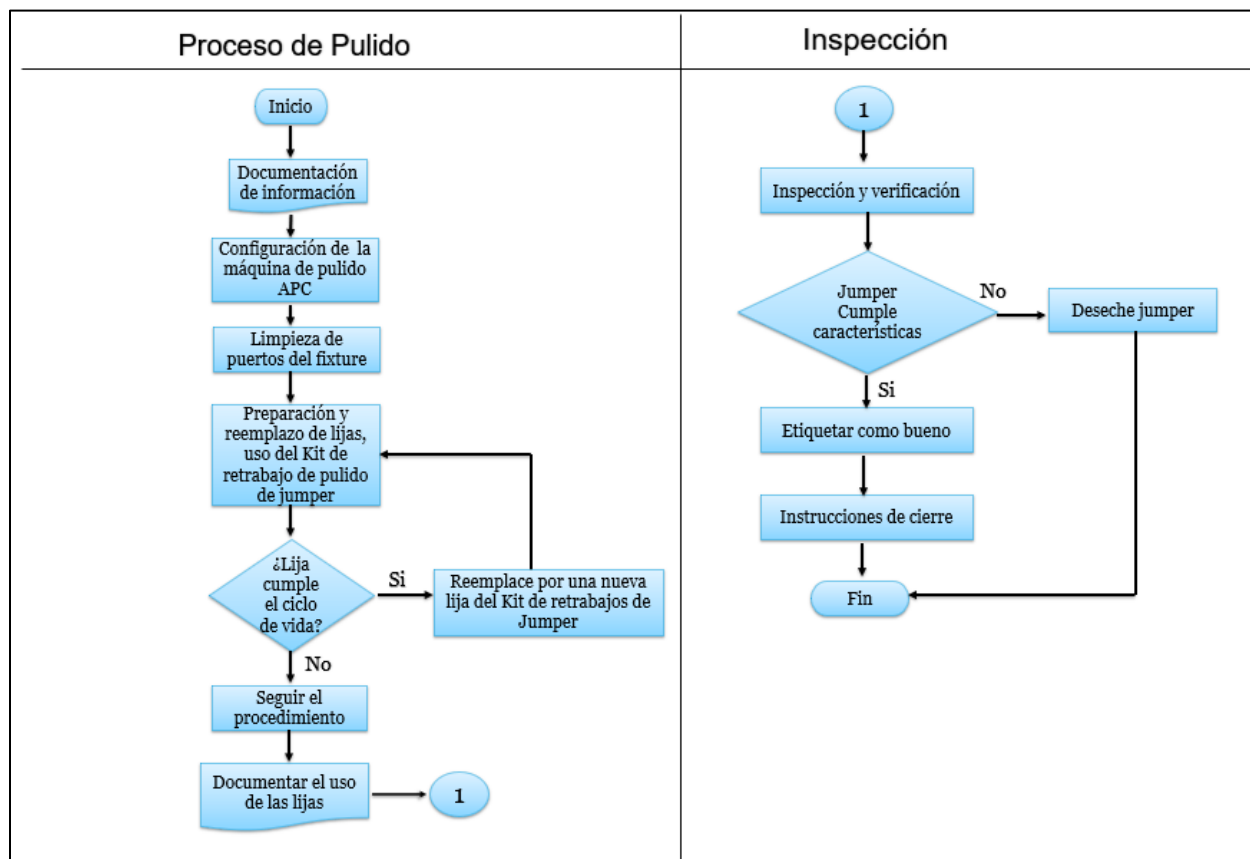 Proceso de Pulido
Inicio
Documentación
de información
Configuración de la
máquina de pulido
APC
Limpieza de
puertos del fixture
Preparación y
reemplazo de lijas,
uso del Kit de
retrabajo de pulido
de jumper
¿Lija
cumple
el ciclo
de vida?
Si
Reemplace por una nueva
lija del Kit de retrabajos de
Jumper
No
Seguir el
procedimiento
Documentar el uso
de las lijas
1
Inspección
1
Inspección y verificación
Jumper
Cumple
características
No
Deseche jumper
Si
Etiquetar como bueno
Instrucciones de cierre
Fin